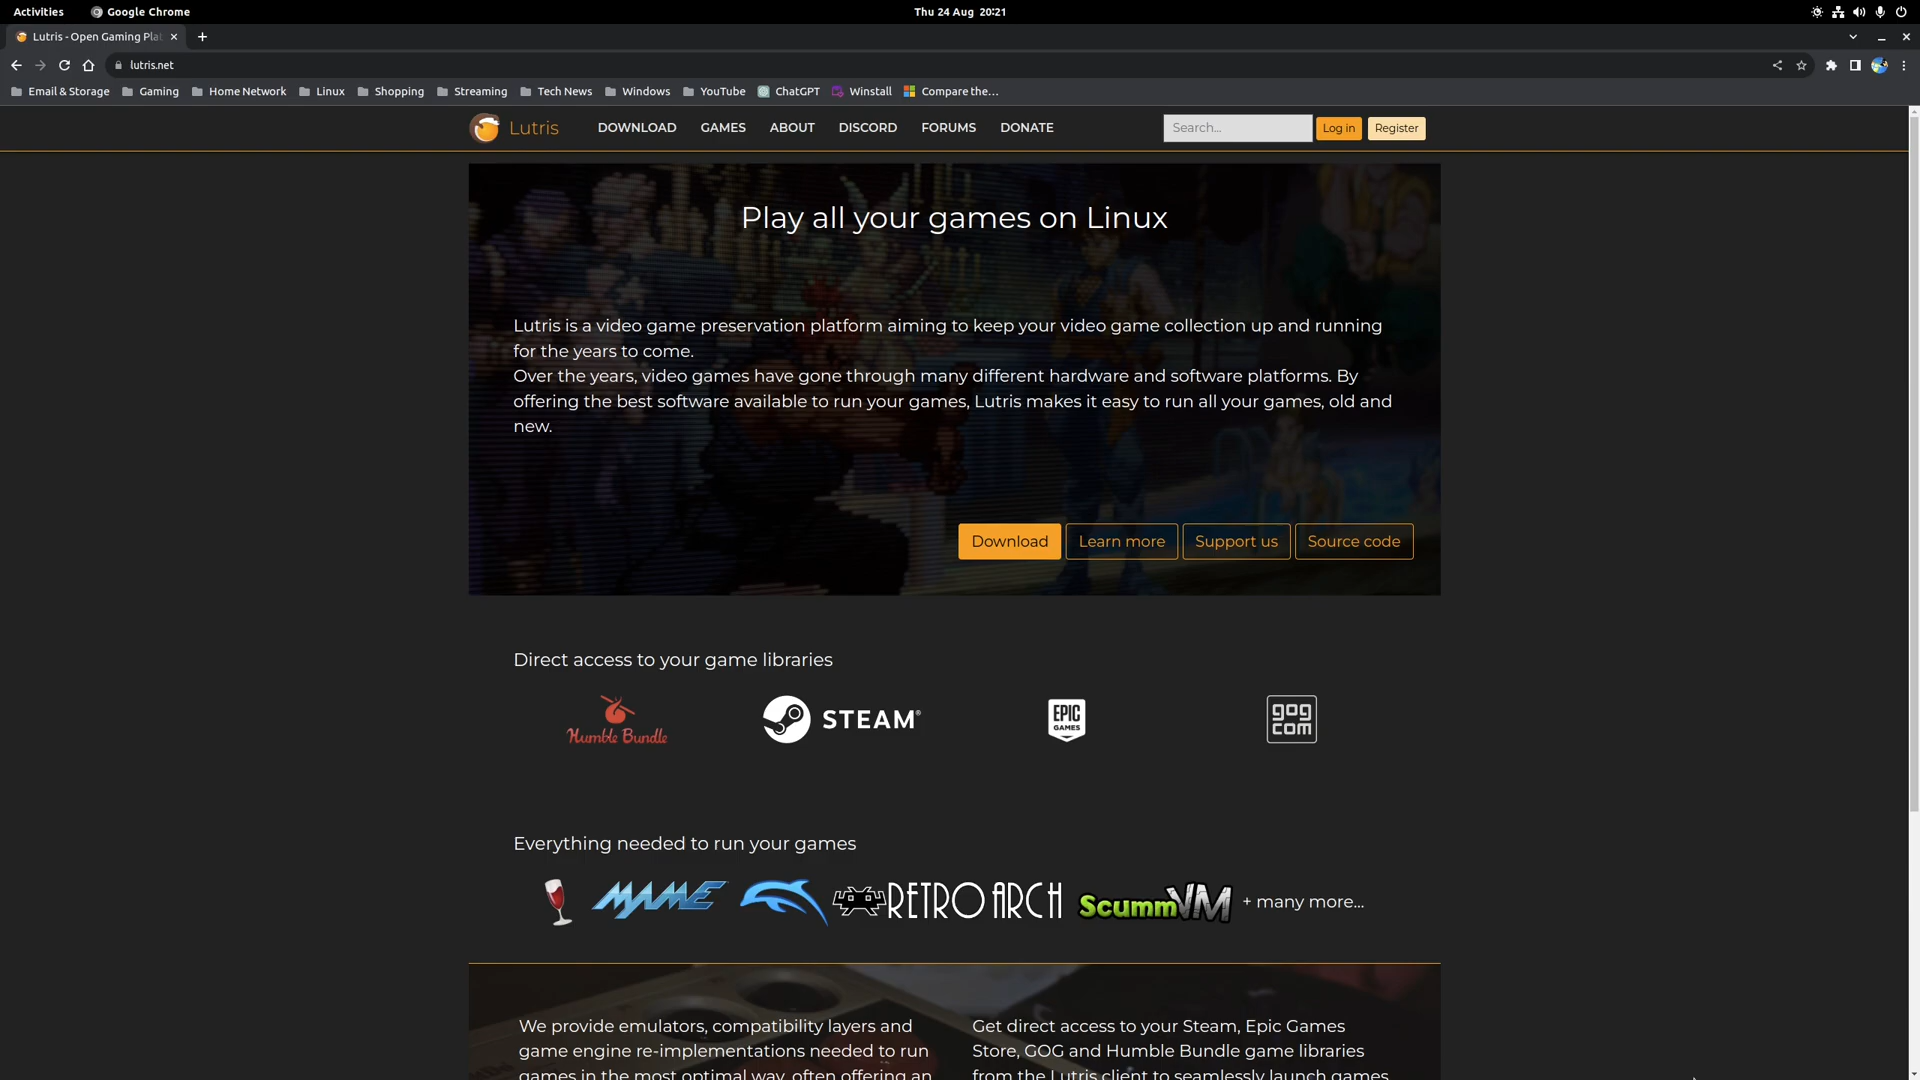 Activities
Google Chrome
Thu 24 Aug 20:21
Lutris - Open Gaming Pla
lutris.net
Email & Storage
Gaming
Home Network
Linux
Shopping
Streaming
Tech News
Windows
YouTube
ChatGPT
Winstall
Compare the...
Lutris
DOWNLOAD
GAMES
ABOUT
DISCORD
FORUMS
DONATE
Search...
Log in
Register
Play all your games on Linux
Lutris is a video game preservation platform aiming to keep your video game collection up and running
for the years to come.
Over the years, video games have gone through many different hardware and software platforms. By
offering the best software available to run your games, Lutris makes it easy to run all your games, old and
new.
Download
Learn more
Support us
Source code
Direct access to your game libraries
Humble Bundle
STEAM®
EPIC
GAMES
gog
com
Everything needed to run your games
MAME
RETROARCH
ScummVM
+ many more...
We provide emulators, compatibility layers and
game engine re-implementations needed to run
games in the most optimal way, often offering an
Get direct access to your Steam, Epic Games
Store, GOG and Humble Bundle game libraries
from the Lutris client to seamlessly launch games